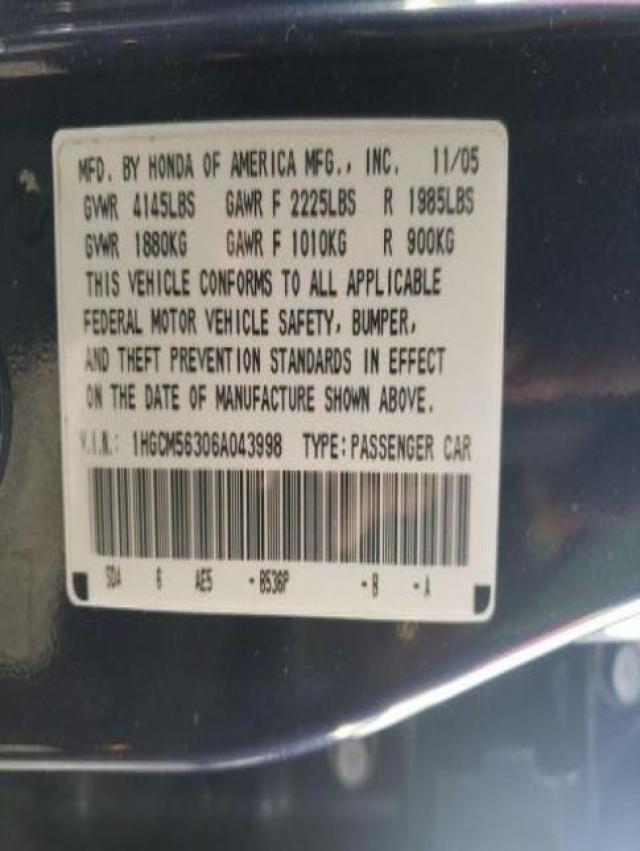 MFD. BY HONDA OF AMERICA MFG., INC. 11/05
GVWR 4145LBS GAWR F 2225LBS R 1985LBS
GVWR 1880KG GAWR F 1010KG R 900KG
THIS VEHICLE CONFORMS TO ALL APPLICABLE
FEDERAL MOTOR VEHICLE SAFETY, BUMPER,
AND THEFT PREVENTION STANDARDS IN EFFECT
ON THE DATE OF MANUFACTURE SHOWN ABOVE.
V.I.N.: 1HGCM56306A043998 TYPE:PASSENGER CAR
SDA 6 AE5 -B536P -B -A